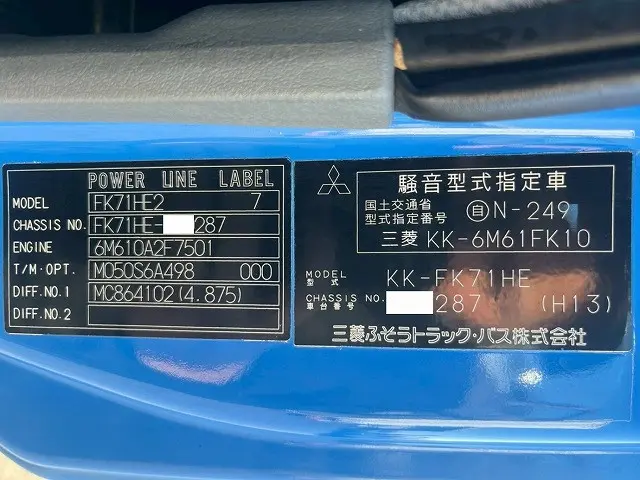 POWER LINE LABEL
MODEL FK71HE2 7
CHASSIS NO. FK71HE- 287
ENGINE 6M610A2F7501
T/M・OPT. M050S6A498 000
DIFF.NO.1 MC864102(4.875)
DIFF.NO.2
騒音型式指定車
国土交通省
型式指定番号 自N-249
三菱 KK-6M61FK10
MODEL
型式 KK-FK71HE
CHASSIS NO.
車台番号 287 (H13)
三菱ふそうトラック・バス株式会社